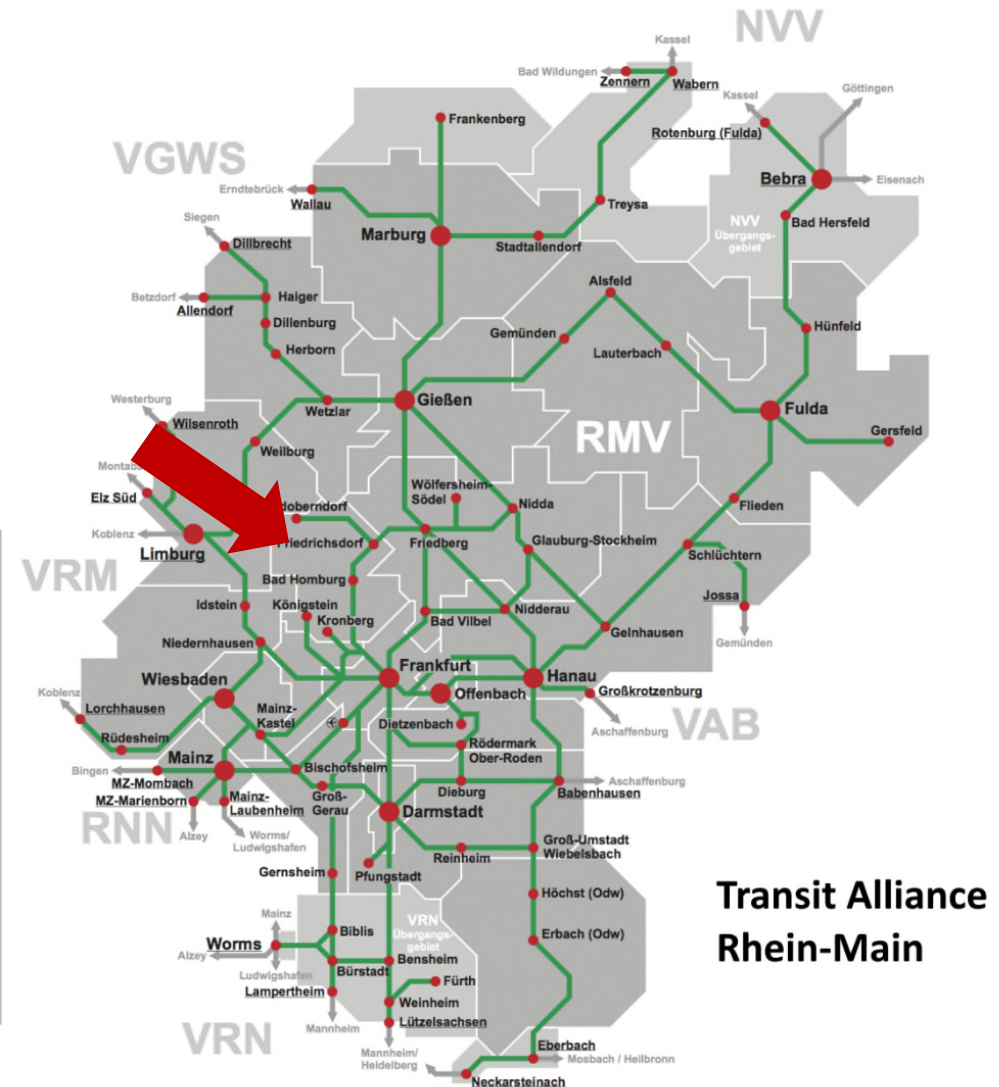 NVV
Kassel
Bad Wildungen
Zennern
Wabern
Göttingen
Kassel
Frankenberg
Rotenburg (Fulda)
VGWS
Bebra
Eisenach
Erndtebrück
Wallau
Treysa
NVV
Übergangs-
gebiet
Bad Hersfeld
Siegen
Marburg
Stadtallendorf
Dillbrecht
Alsfeld
Betzdorf
Haiger
Allendorf
Dillenburg
Gemünden
Hünfeld
Herborn
Lauterbach
Westerburg
Wetzlar
Gießen
Fulda
Wilsenroth
RMV
Gersfeld
Weilburg
Wölfersheim-
Södel
Elz Süd
doberndorf
Nidda
Flieden
Koblenz
Friedrichsdorf
Friedberg
Glauburg-Stockheim
Limburg
Schlüchtern
VRM
Bad Homburg
Jossa
Idstein
Königstein
Kronberg
Bad Vilbel
Nidderau
Gelnhausen
Gemünden
Niedernhausen
Frankfurt
Hanau
Wiesbaden
Offenbach
Großkrotzenburg
Koblenz
Lorchhausen
Mainz-
Kastel
Dietzenbach
VAB
Aschaffenburg
Rüdesheim
Rödermark
Ober-Roden
Mainz
Bingen
Bischofsheim
Aschaffenburg
MZ-Mombach
Dieburg
Babenhausen
MZ-Marienborn
Mainz-
Laubenheim
Groß-
Gerau
Darmstadt
RNN
Alzey
Worms/
Ludwigshafen
Reinheim
Groß-Umstadt
Wiebelsbach
Gernsheim
Pfungstadt
Höchst (Odw)
Transit Alliance
Rhein-Main
Mainz
VRN
Übergangs-
gebiet
Biblis
Erbach (Odw)
Worms
Alzey
Bensheim
Ludwigshafen
Bürstadt
Fürth
Lampertheim
Weinheim
Lützelsachsen
VRN
Mannheim
Eberbach
Mannheim/
Heidelberg
Mosbach / Heilbronn
Neckarsteinach